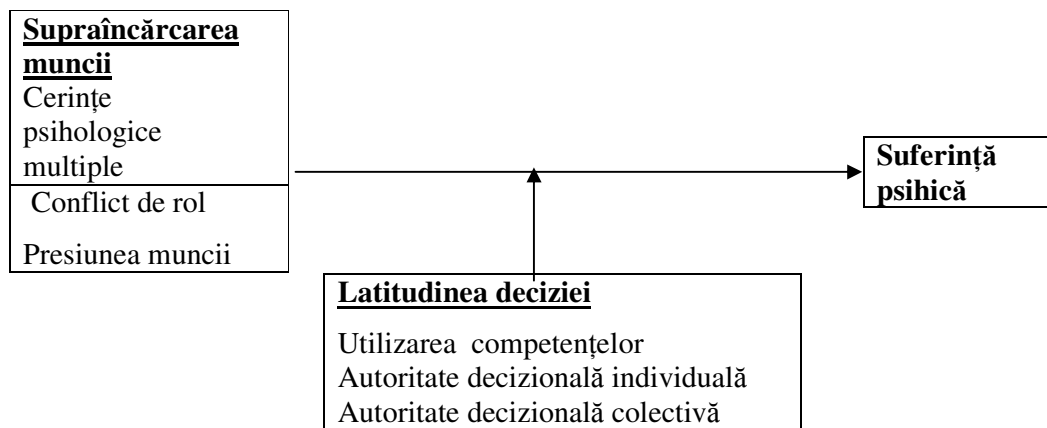 Supraîncărcarea
muncii
Cerințe
psihologice
multiple
Conflict de rol
Presiunea muncii
Suferință
psihică
Latitudinea deciziei
Utilizarea competențelor
Autoritate decizională individuală
Autoritate decizională colectivă